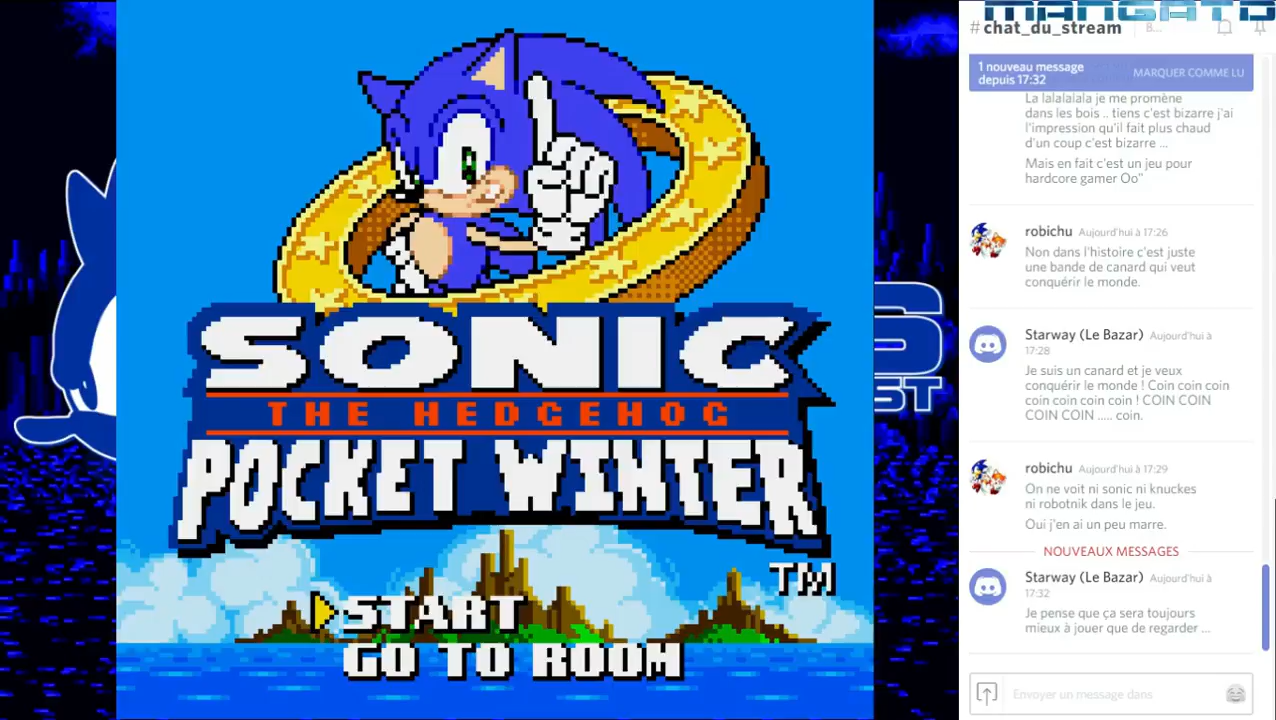 SONIC
THE HEDGEHOG
POCKET WINTER
TM
START
GO TO ROOM
ST
MANGATD
# chat_du_stream
B...
1 nouveau message
depuis 17:32
MARQUER COMME LU
La lalalalala je me promène
dans les bois .. tiens c'est bizarre j'ai
l'impression qu'il fait plus chaud
d'un coup c'est bizarre ...
Mais en fait c'est un jeu pour
hardcore gamer Oo"
robichu Aujourd'hui à 17:26
Non dans l'histoire c'est juste
une bande de canard qui veut
conquérir le monde.
Starway (Le Bazar) Aujourd'hui à
17:28
Je suis un canard et je veux
conquérir le monde ! Coin coin coin
coin coin coin coin ! COIN COIN
COIN COIN ..... coin.
robichu Aujourd'hui à 17:29
On ne voit ni sonic ni knuckes
ni robotnik dans le jeu.
Oui j'en ai un peu marre.
NOUVEAUX MESSAGES
Starway (Le Bazar) Aujourd'hui à
17:32
Je pense que ça sera toujours
mieux à jouer que de regarder ...
Envoyer un message dans